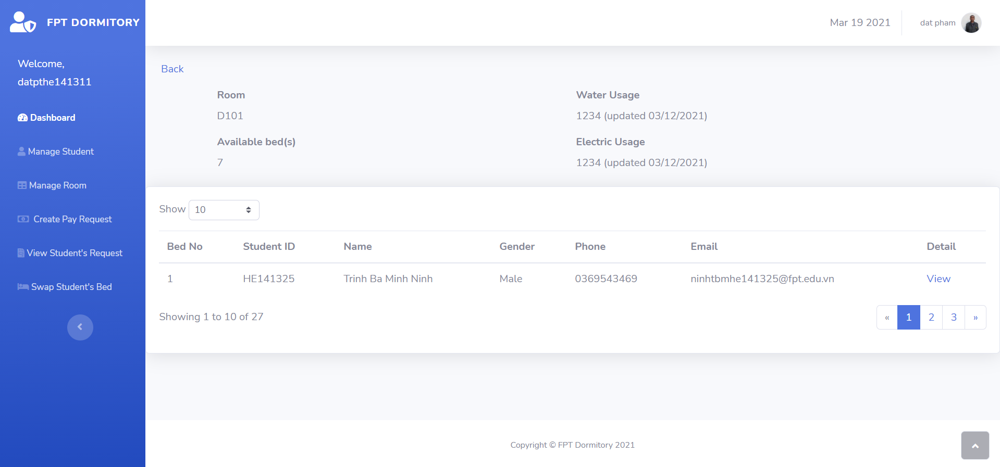 FPT DORMITORY
Welcome,
datpthe141311
Dashboard
Manage Student
Manage Room
Create Pay Request
View Student's Request
Swap Student's Bed
Mar 19 2021
dat pham
Back
Room
D101
Available bed(s)
7
Water Usage
1234 (updated 03/12/2021)
Electric Usage
1234 (updated 03/12/2021)
Show 10
Bed No Student ID Name Gender Phone Email Detail
1 HE141325 Trinh Ba Minh Ninh Male 0369543469 ninhtbmhe141325@fpt.edu.vn View
Showing 1 to 10 of 27
« 1 2 3 »
Copyright © FPT Dormitory 2021